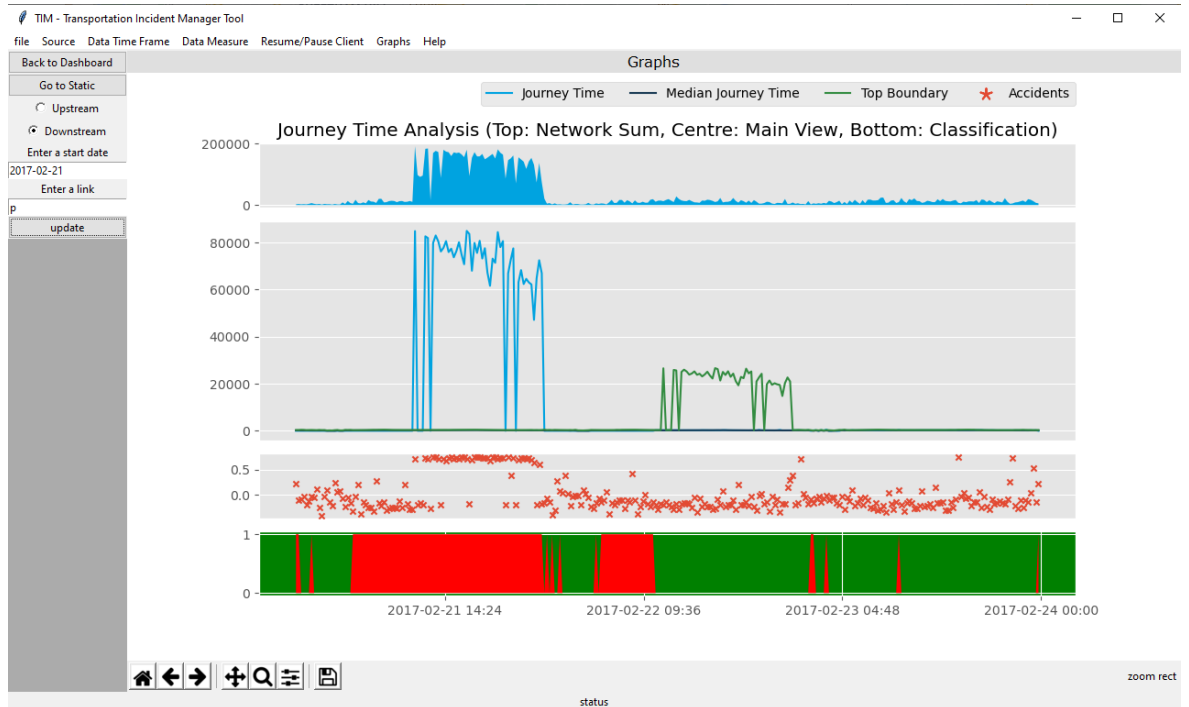 TIM - Transportation Incident Manager Tool
file Source Data Time Frame Data Measure Resume/Pause Client Graphs Help
Back to Dashboard
Graphs
Go to Static
Upstream
Downstream
Enter a start date
2017-02-21
Enter a link
p
update
Journey Time Median Journey Time Top Boundary Accidents
Journey Time Analysis (Top: Network Sum, Centre: Main View, Bottom: Classification)
200000
0
80000
60000
40000
20000
0
0.5
0.0
1
0
2017-02-21 14:24 2017-02-22 09:36 2017-02-23 04:48 2017-02-24 00:00
zoom rect
status